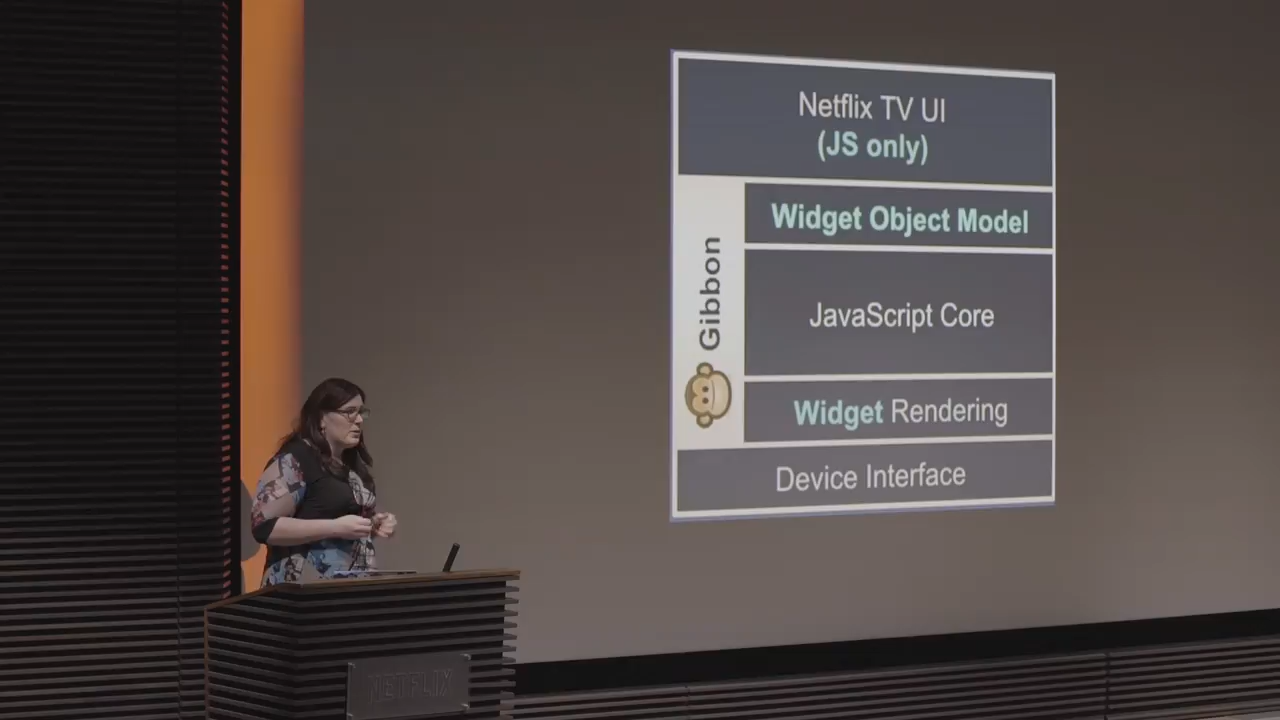 Netflix TV UI
(JS only)
Widget Object Model
Gibbon
JavaScript Core
Widget Rendering
Device Interface
NETFLIX